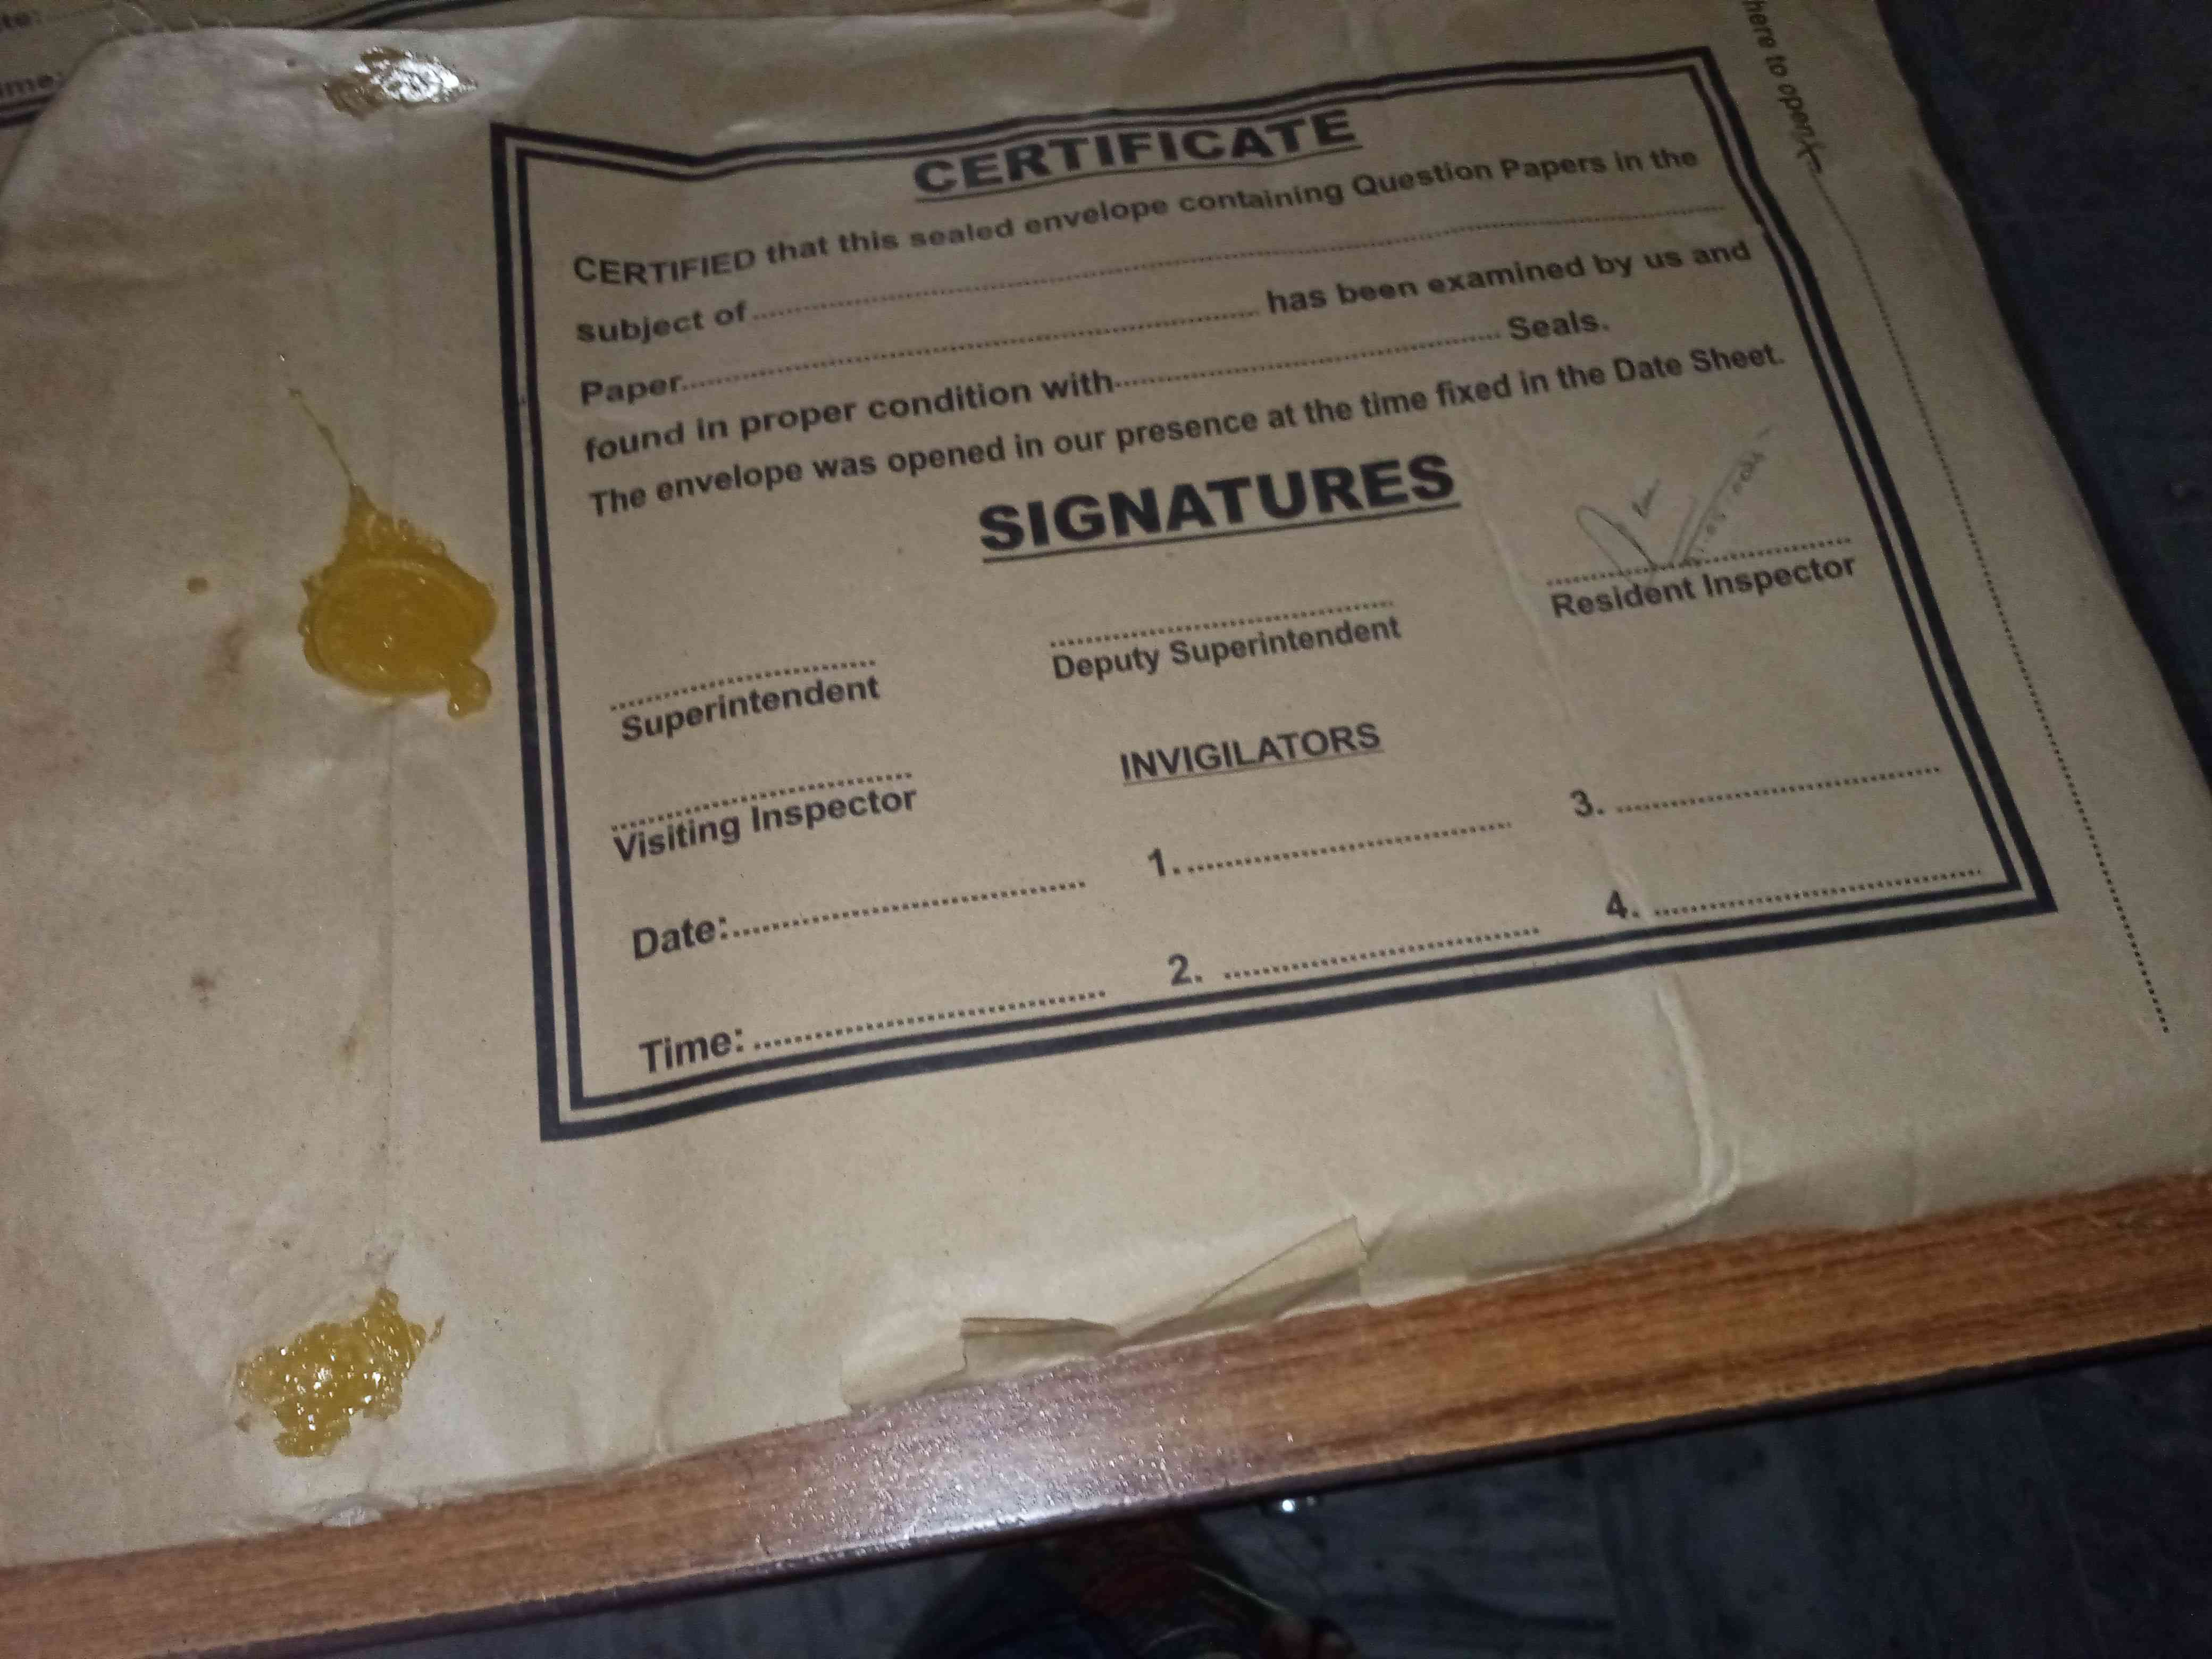 here to open
CERTIFICATE
CERTIFIED that this sealed envelope containing Question Papers in the
subject of
Paper has been examined by us and
found in proper condition with Seals.
The envelope was opened in our presence at the time fixed in the Date Sheet.
SIGNATURES
Resident Inspector
Deputy Superintendent
Superintendent
INVIGILATORS
Visiting Inspector
3.
1.
Date:
4.
2.
Time: